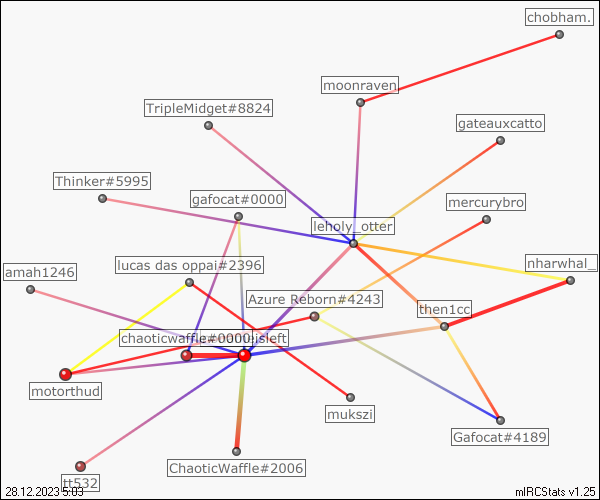 chobham.
moonraven
TripleMidget#8824
gateauxcatto
Thinker#5995
gafocat#0000
mercurybro
leholy_otter
nharwhal_
amah1246
lucas das oppai#2396
Azure Reborn#4243
then1cc
chaoticwaffle#0000
jsleft
motorthud
mukszi
Gafocat#4189
ChaoticWaffle#2006
tt532
28.12.2023 5:03
mIRCStats v1.25